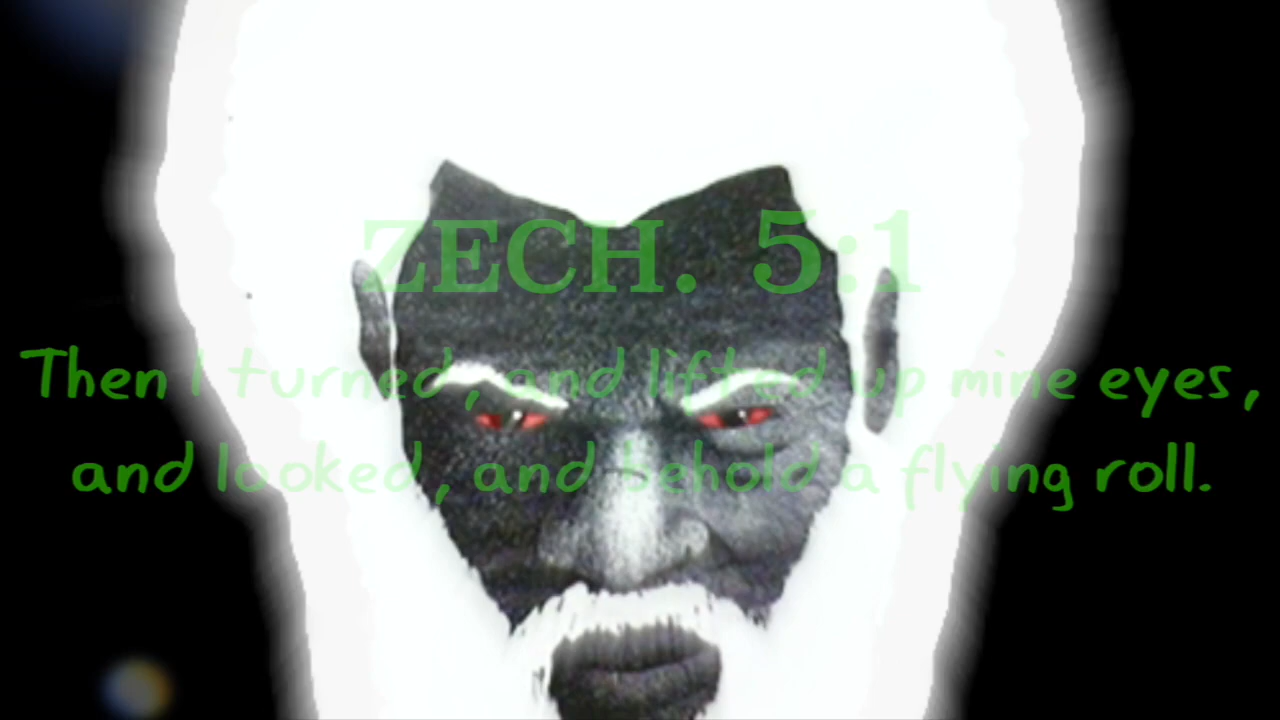 ZECH. 5:1
Then I turned, and lifted up mine eyes,
and looked, and behold a flying roll.